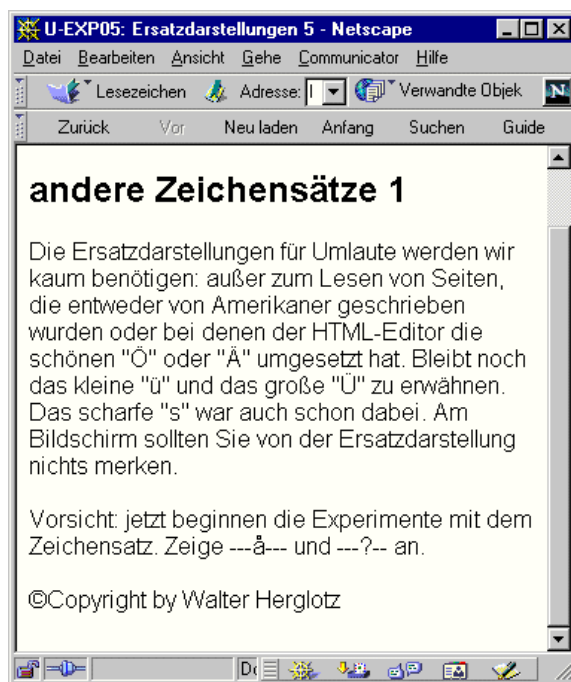 U-EXP05: Ersatzdarstellungen 5 - Netscape
Datei Bearbeiten Ansicht Gehe Communicator Hilfe
Lesezeichen Adresse: Verwandte Objek N
Zurück Vor Neu laden Anfang Suchen Guide
andere Zeichensätze 1
Die Ersatzdarstellungen für Umlaute werden wir
kaum benötigen: außer zum Lesen von Seiten,
die entweder von Amerikaner geschrieben
wurden oder bei denen der HTML-Editor die
schönen "Ö" oder "Ä" umgesetzt hat. Bleibt noch
das kleine "ü" und das große "Ü" zu erwähnen.
Das scharfe "s" war auch schon dabei. Am
Bildschirm sollten Sie von der Ersatzdarstellung
nichts merken.
Vorsicht: jetzt beginnen die Experimente mit dem
Zeichensatz. Zeige ---å--- und ---?-- an.
©Copyright by Walter Herglotz